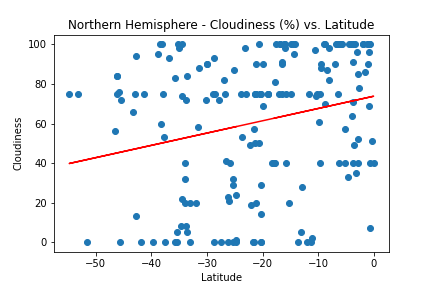 Northern Hemisphere - Cloudiness (%) vs. Latitude
100
80
60
40
20
0
Cloudiness
−50 −40 −30 −20 −10 0
Latitude